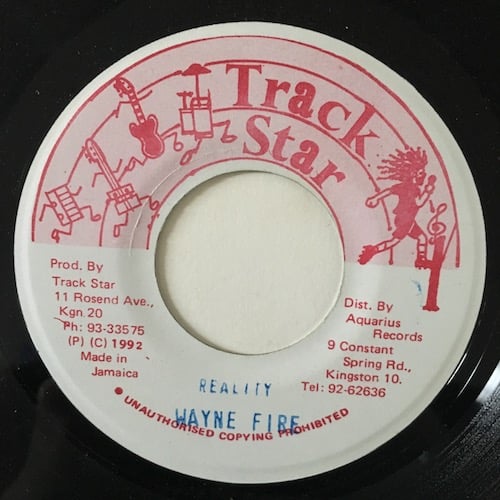 Track
Star
Prod. By
Track Star
11 Rosend Ave.,
Kgn.20
Ph: 93-33575
(P) (C) 1992
Made in
Jamaica
Dist. By
Aquarius
Records
9 Constant
Spring Rd.,
Kingston 10.
Tel: 92-62636
REALITY
WAYNE FIRE
UNAUTHORISED COPYING PROHIBITED